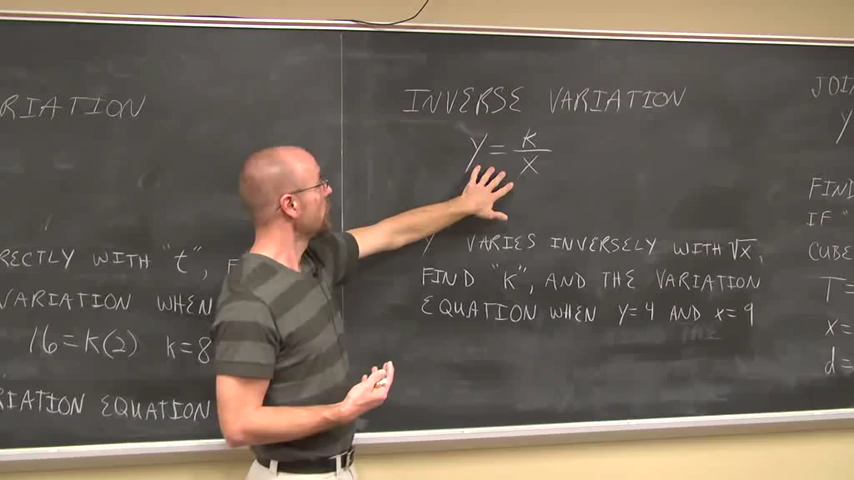 RIATION
RECTLY WITH "t",
VARIATION WHEN
16=K(2) K=8
RIATION EQUATION
INVERSE VARIATION
y = K/x
y VARIES INVERSELY WITH √x,
FIND "K", AND THE VARIATION
EQUATION WHEN y=4 AND x=9
JOI
y
FIND
IF "
CUBE
T=
x=
d=